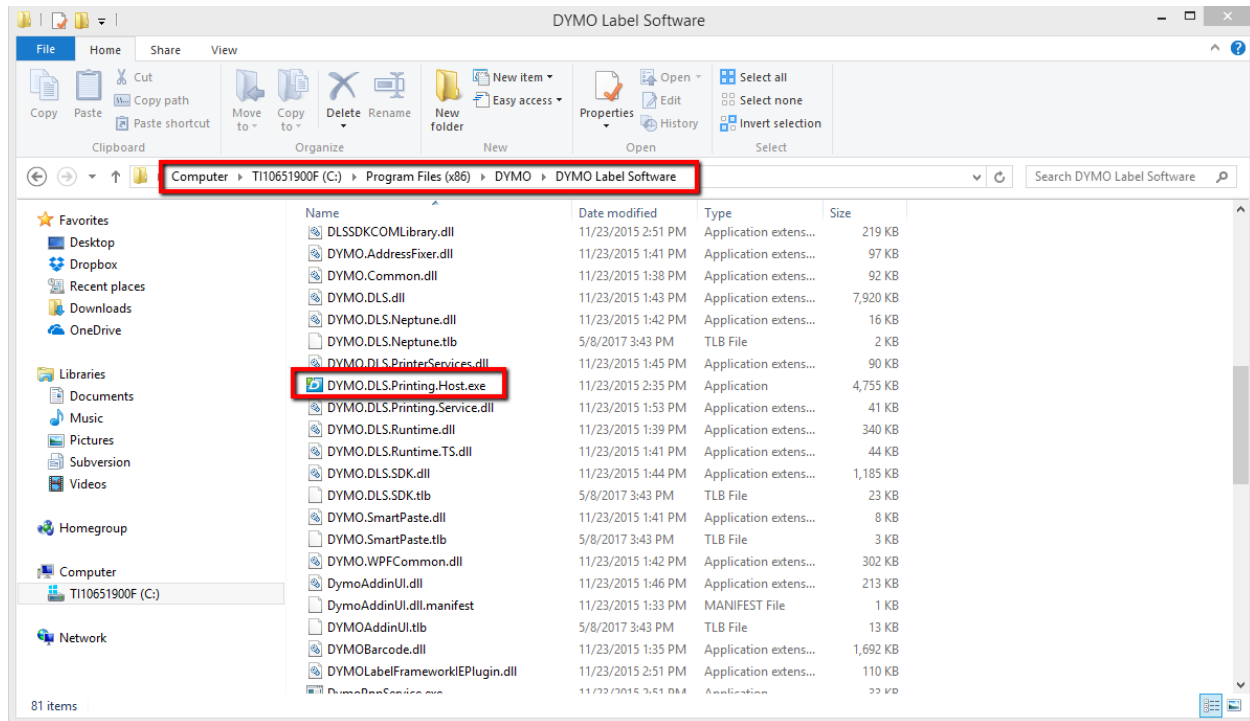 DYMO Label Software
File Home Share View
Copy
Paste
Cut
Copy path
Paste shortcut
Clipboard
Move to
Copy to
Delete
Rename
Organize
New folder
New item
Easy access
New
Properties
Open
Edit
History
Open
Select all
Select none
Invert selection
Select
Computer TI10651900F (C:) Program Files (x86) DYMO DYMO Label Software
Search DYMO Label Software
Favorites
Desktop
Dropbox
Recent places
Downloads
OneDrive
Libraries
Documents
Music
Pictures
Subversion
Videos
Homegroup
Computer
TI10651900F (C:)
Network
Name Date modified Type Size
DLSSDKCOMLibrary.dll 11/23/2015 2:51 PM Application extens... 219 KB
DYMO.AddressFixer.dll 11/23/2015 1:41 PM Application extens... 97 KB
DYMO.Common.dll 11/23/2015 1:38 PM Application extens... 92 KB
DYMO.DLS.dll 11/23/2015 1:43 PM Application extens... 7,920 KB
DYMO.DLS.Neptune.dll 11/23/2015 1:42 PM Application extens... 16 KB
DYMO.DLS.Neptune.tlb 5/8/2017 3:43 PM TLB File 2 KB
DYMO.DLS.PrinterServices.dll 11/23/2015 1:45 PM Application extens... 90 KB
DYMO.DLS.Printing.Host.exe 11/23/2015 2:35 PM Application 4,755 KB
DYMO.DLS.Printing.Service.dll 11/23/2015 1:53 PM Application extens... 41 KB
DYMO.DLS.Runtime.dll 11/23/2015 1:39 PM Application extens... 340 KB
DYMO.DLS.Runtime.TS.dll 11/23/2015 1:41 PM Application extens... 44 KB
DYMO.DLS.SDK.dll 11/23/2015 1:44 PM Application extens... 1,185 KB
DYMO.DLS.SDK.tlb 5/8/2017 3:43 PM TLB File 23 KB
DYMO.SmartPaste.dll 11/23/2015 1:41 PM Application extens... 8 KB
DYMO.SmartPaste.tlb 5/8/2017 3:43 PM TLB File 3 KB
DYMO.WPFCommon.dll 11/23/2015 1:42 PM Application extens... 302 KB
DymoAddinUI.dll 11/23/2015 1:46 PM Application extens... 213 KB
DymoAddinUI.dll.manifest 11/23/2015 1:33 PM MANIFEST File 1 KB
DYMOAddinUI.tlb 5/8/2017 3:43 PM TLB File 13 KB
DYMOBarcode.dll 11/23/2015 1:35 PM Application extens... 1,692 KB
DYMOLabelFrameworkIEPlugin.dll 11/23/2015 2:51 PM Application extens... 110 KB
DymoPnpService.exe 11/23/2015 2:51 PM Application 33 KB
81 items